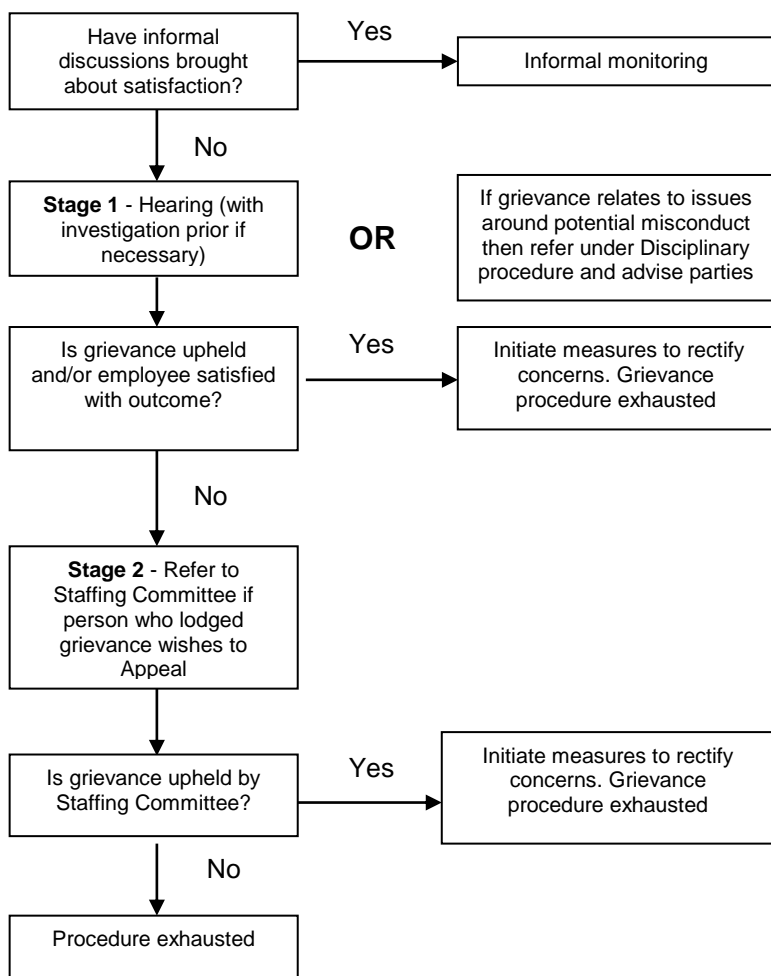 Have informal
discussions brought
about satisfaction?
Yes
Informal monitoring
No
Stage 1 - Hearing (with
investigation prior if
necessary)
OR
If grievance relates to issues
around potential misconduct
then refer under Disciplinary
procedure and advise parties
Is grievance upheld
and/or employee satisfied
with outcome?
Yes
Initiate measures to rectify
concerns. Grievance
procedure exhausted
No
Stage 2 - Refer to
Staffing Committee if
person who lodged
grievance wishes to
Appeal
Is grievance upheld by
Staffing Committee?
Yes
Initiate measures to rectify
concerns. Grievance
procedure exhausted
No
Procedure exhausted